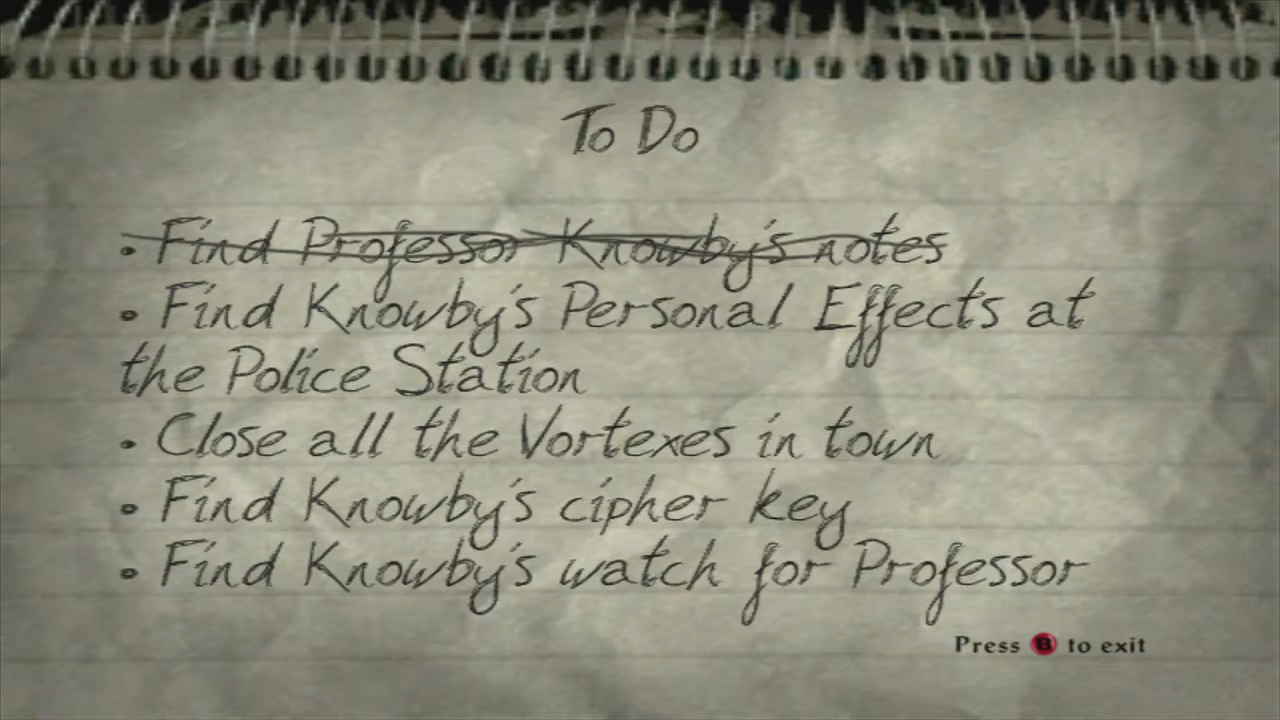 To Do
• Find Professor Knowby's notes
• Find Knowby's Personal Effects at
the Police Station
• Close all the Vortexes in town
• Find Knowby's cipher key
• Find Knowby's watch for Professor
Press B to exit